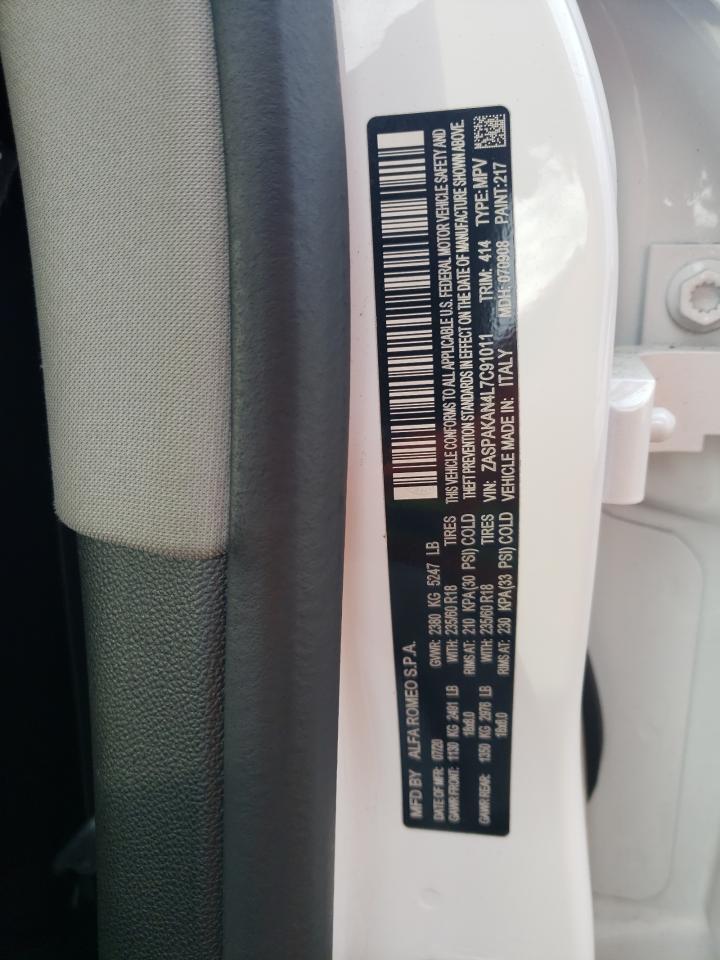 MFD BY ALFA ROMEO S.P.A.
DATE OF MFR: 07/20 GVWR: 2380 KG 5247 LB
GAWR FRONT: 1130 KG 2491 LB WITH: 235/60 R18 TIRES
18x8.0 RIMS AT: 210 KPA(30 PSI) COLD
GAWR REAR: 1350 KG 2976 LB WITH: 235/60 R18 TIRES
18x8.0 RIMS AT: 230 KPA(33 PSI) COLD
THIS VEHICLE CONFORMS TO ALL APPLICABLE U.S. FEDERAL MOTOR VEHICLE SAFETY AND
THEFT PREVENTION STANDARDS IN EFFECT ON THE DATE OF MANUFACTURE SHOWN ABOVE.
VIN: ZASPAKAN4L7C91011 TRIM: 414 TYPE: MPV
VEHICLE MADE IN: ITALY MDH: 070908 PAINT: 217